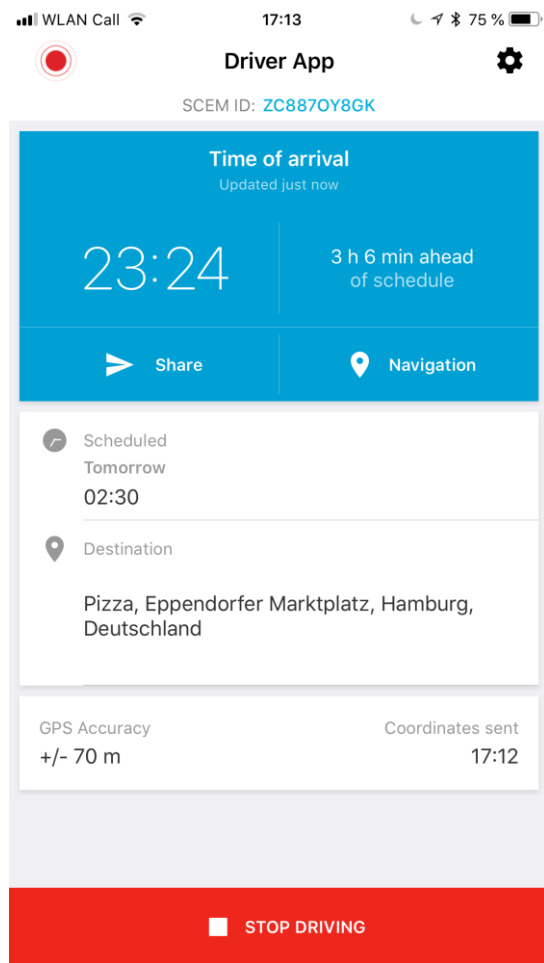 WLAN Call 17:13 75 %
Driver App
SCEM ID: ZC887OY8GK
Time of arrival
Updated just now
23:24
3 h 6 min ahead
of schedule
Share
Navigation
Scheduled
Tomorrow
02:30
Destination
Pizza, Eppendorfer Marktplatz, Hamburg,
Deutschland
GPS Accuracy
+/- 70 m
Coordinates sent
17:12
STOP DRIVING